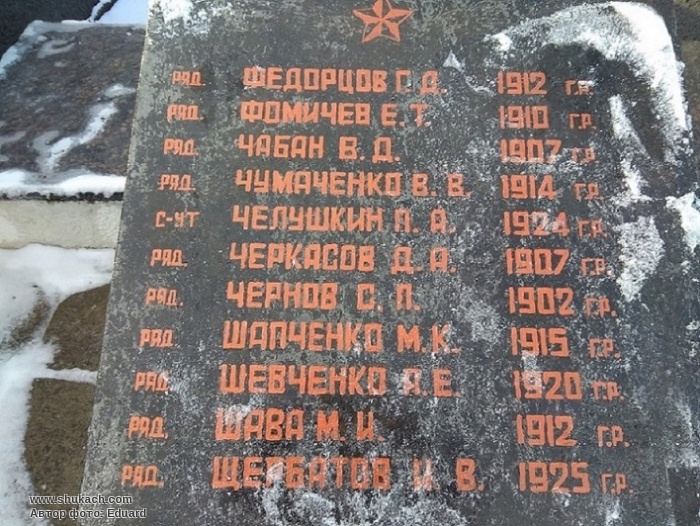 РЯД. ФЕДОРЦОВ Г. Д. 1912 Г.Р.
РЯД. ФОМИЧЕВ Е. Т. 1910 Г.Р.
РЯД. ЧАБАН В. Д. 1907 Г.Р.
РЯД. ЧУМАЧЕНКО В. В. 1914 Г.Р.
С-УТ ЧЕЛУШКИН П. А. 1924 Г.Р.
РЯД. ЧЕРКАСОВ Д. А. 1907 Г.Р.
РЯД. ЧЕРНОВ С. П. 1902 Г.Р.
РЯД. ШАПЧЕНКО М. К. 1915 Г.Р.
РЯД. ШЕВЧЕНКО Е. 1920 Г.Р.
РЯД. ШАВА М. И. 1912 Г.Р.
РЯД. ЩЕРБАТОВ И. В. 1925 Г.Р.
www.shukach.com
Автор фото: Eduard